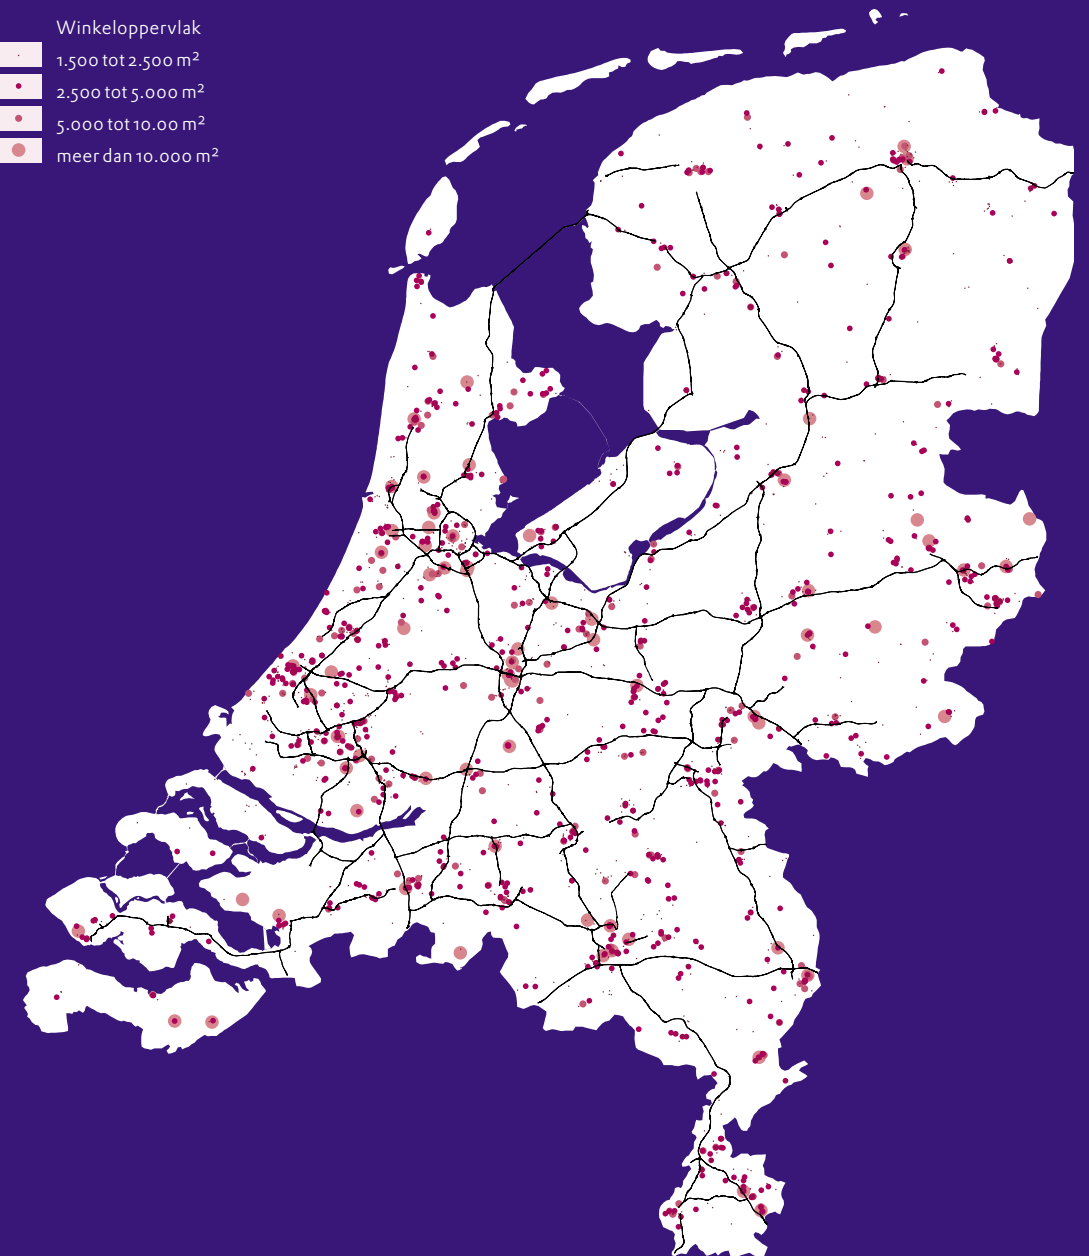 Winkeloppervlak
1.500 tot 2.500 m²
2.500 tot 5.000 m²
5.000 tot 10.00 m²
meer dan 10.000 m²